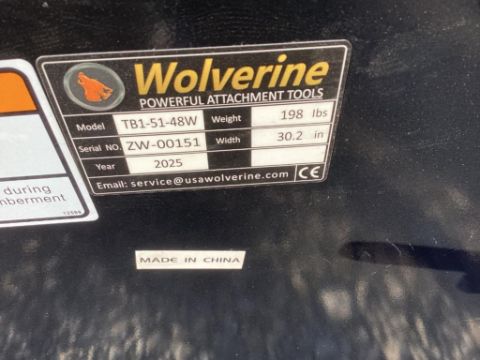 Wolverine
POWERFUL ATTACHMENT TOOLS
Model TB1-51-48W Weight 198 lbs
Serial NO. ZW-00151 Width 30.2 in
Year 2025
Email: service@usawolverine.com CE
during
mberment
MADE IN CHINA